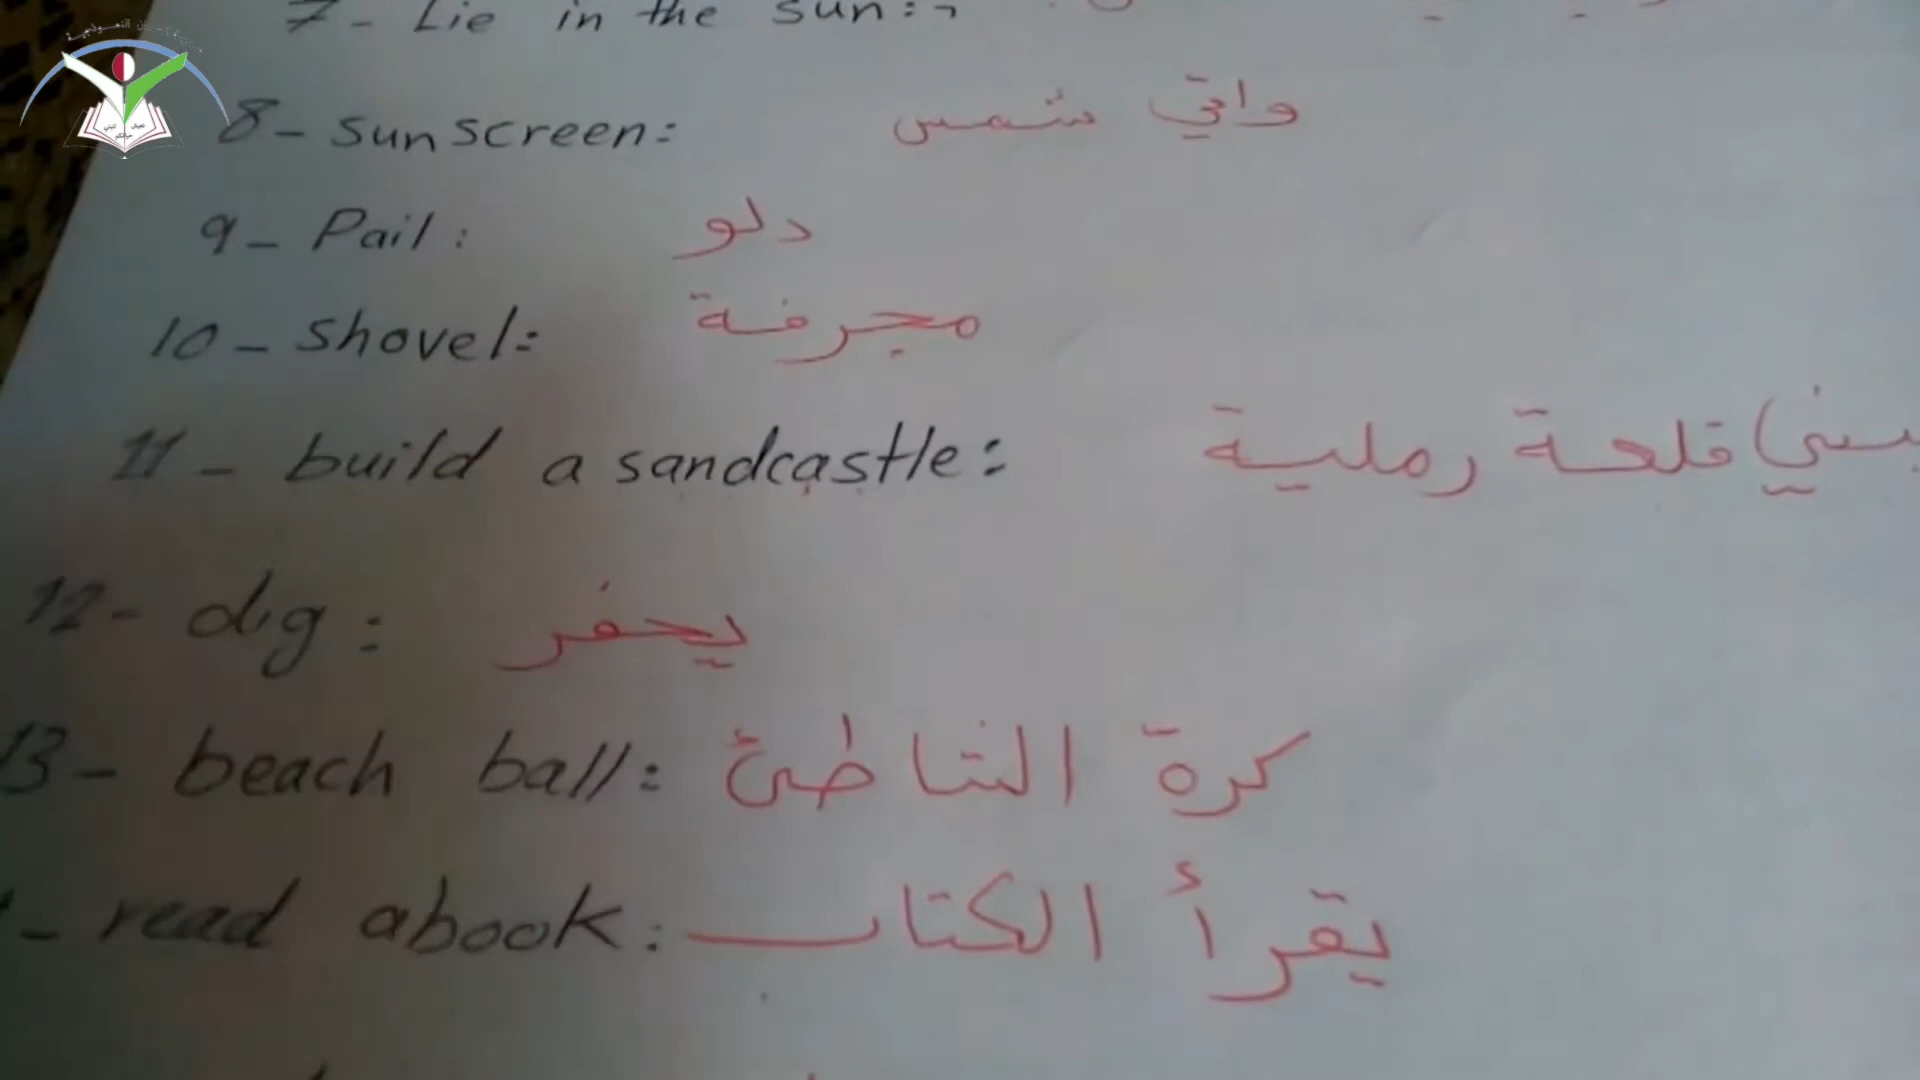 7- Lie in the sun:
8- sunscreen: واقي شمس
9- Pail: دلو
10- shovel: مجرفة
11- build a sandcastle: يبني قلعة رملية
12- dig: يحفر
13- beach ball: كرة الشاطئ
- read abook: يقرأ الكتاب